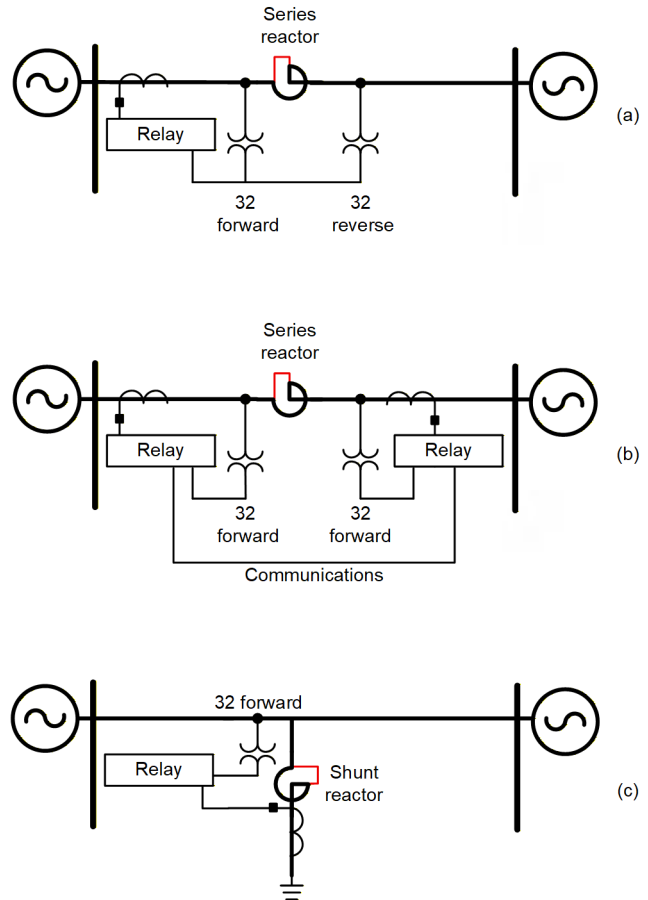 Series
reactor
(a)
Relay
32
forward
32
reverse
Series
reactor
Relay
Relay
(b)
32
forward
32
forward
Communications
32 forward
Relay
Shunt
reactor
(c)